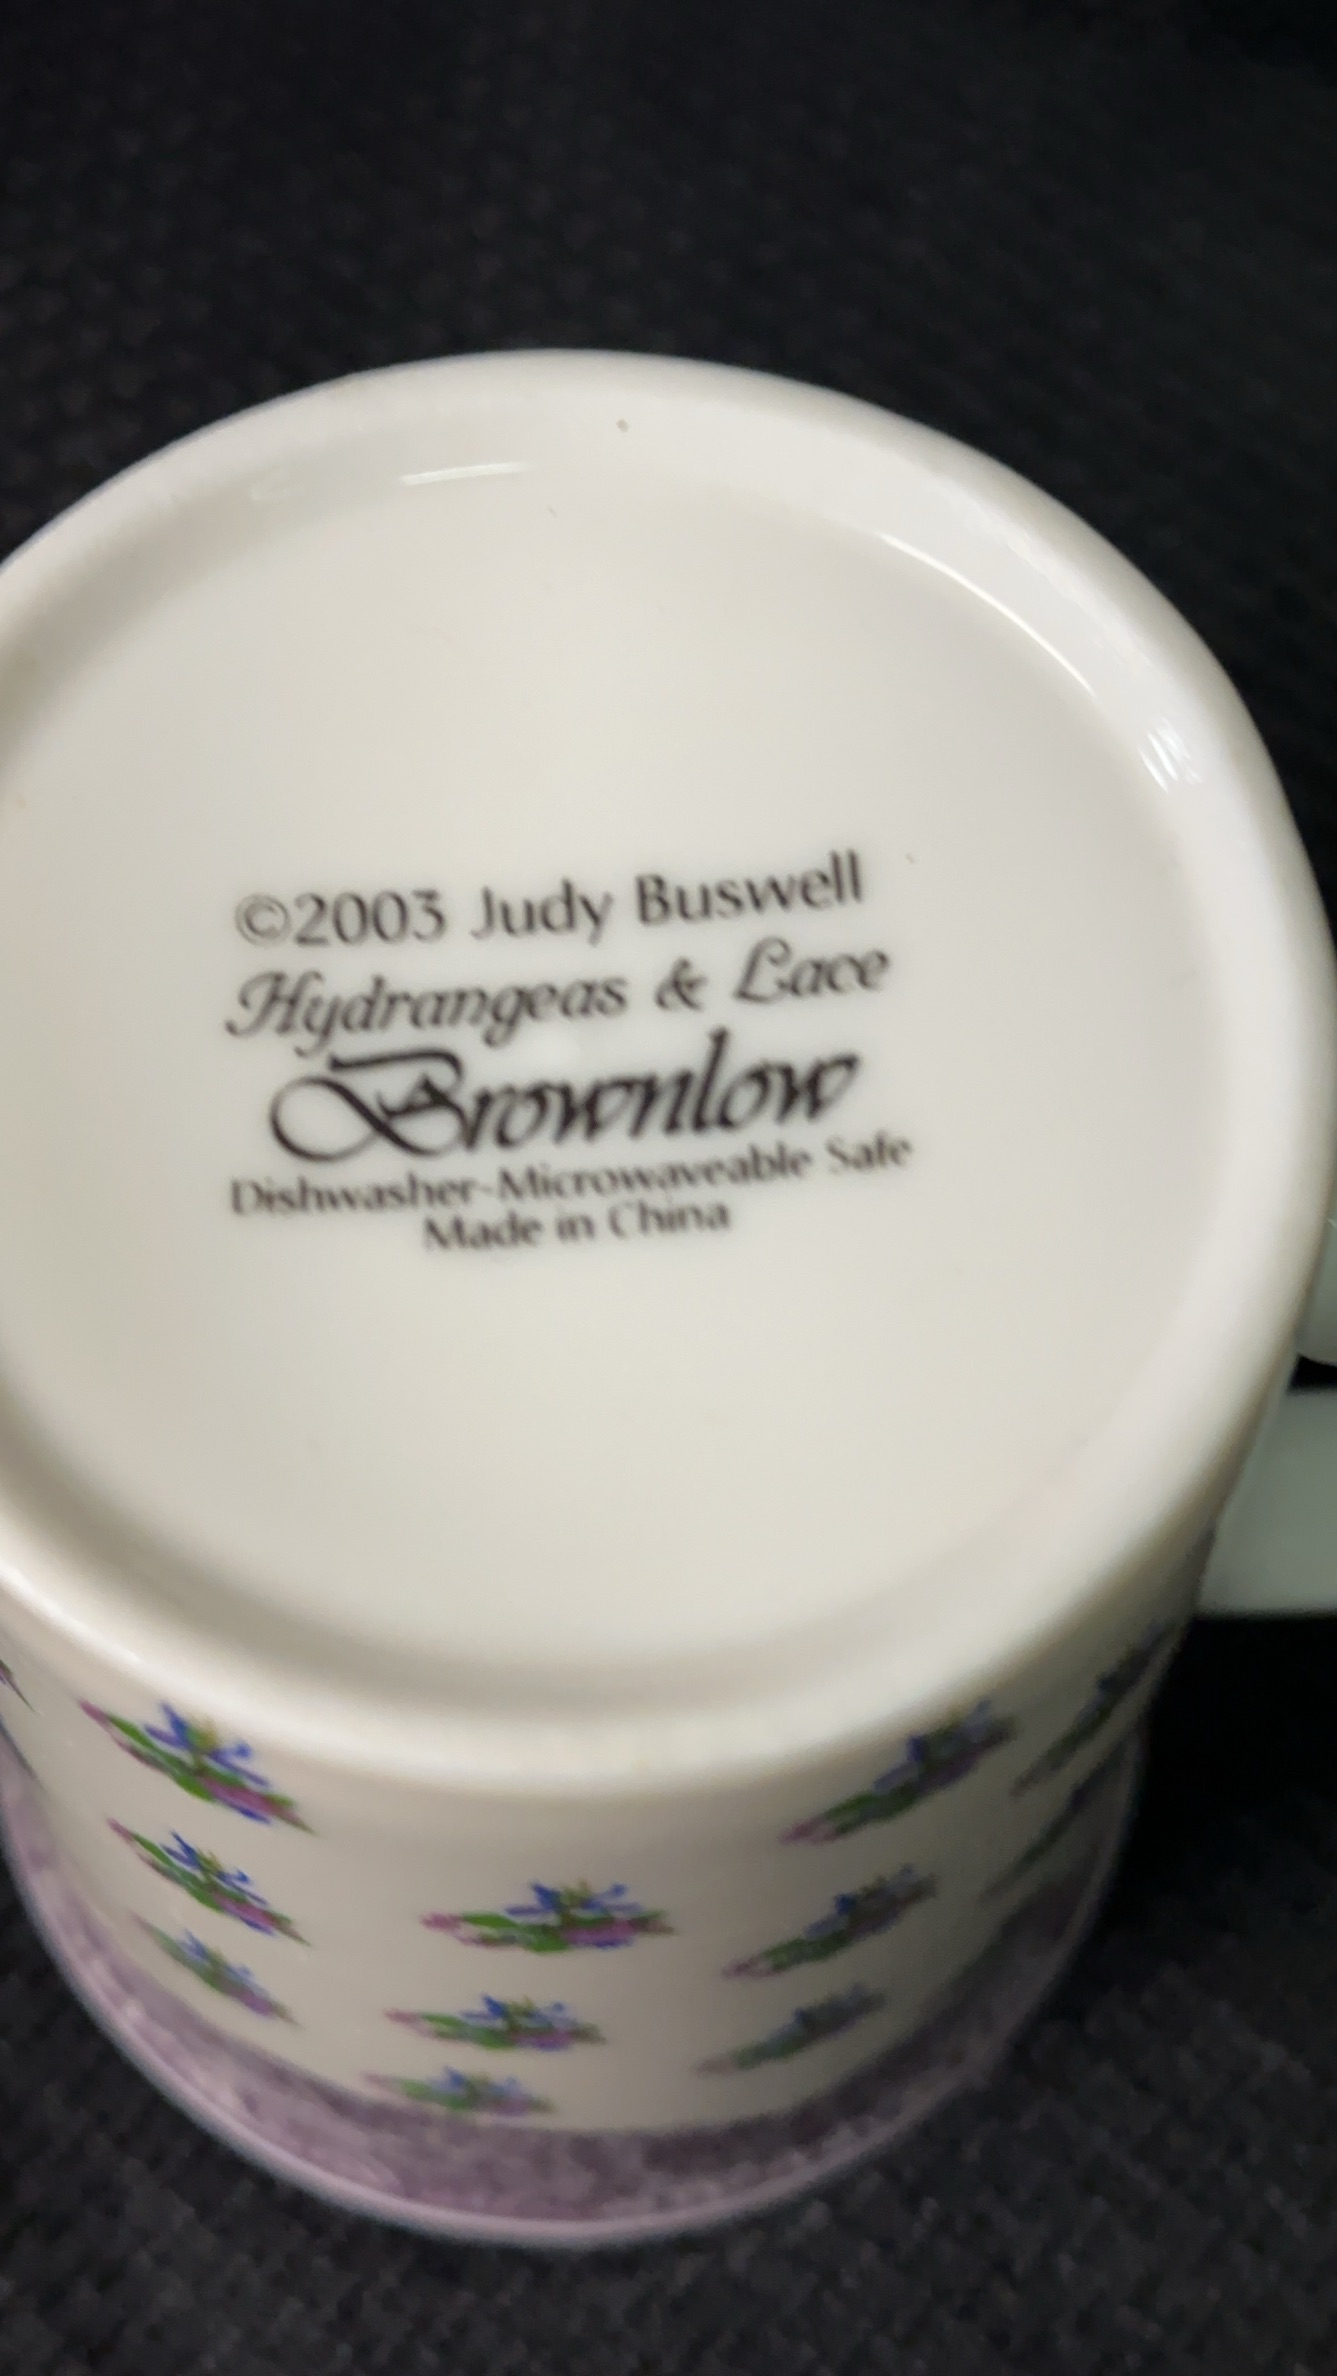 ©2003 Judy Buswell
Hydrangeas & Lace
Brownlow
Dishwasher-Microwaveable Safe
Made in China